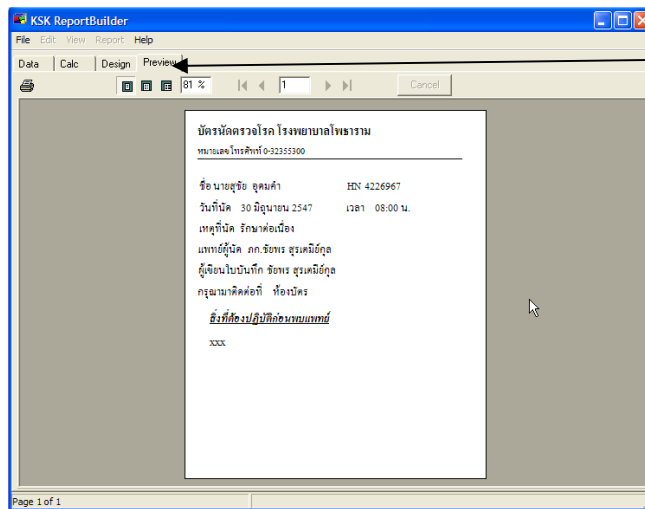 KSK ReportBuilder
File Edit View Report Help
Data Calc Design Preview
81 % 1 Cancel
บัตรนัดตรวจโรค โรงพยาบาลโพธาราม
หมายเลขโทรศัพท์ 0-32355300
ชื่อ นายสุชัย อุดมคำ HN 4226967
วันที่นัด 30 มิถุนายน 2547 เวลา 08:00 น.
เหตุที่นัด รักษาต่อเนื่อง
แพทย์ผู้นัด ภก.ชัยพร สุรเตมีย์กุล
ผู้เขียนใบบันทึก ชัยพร สุรเตมีย์กุล
กรุณามาติดต่อที่ ห้องบัตร
สิ่งที่ต้องปฏิบัติก่อนพบแพทย์
xxx
Page 1 of 1